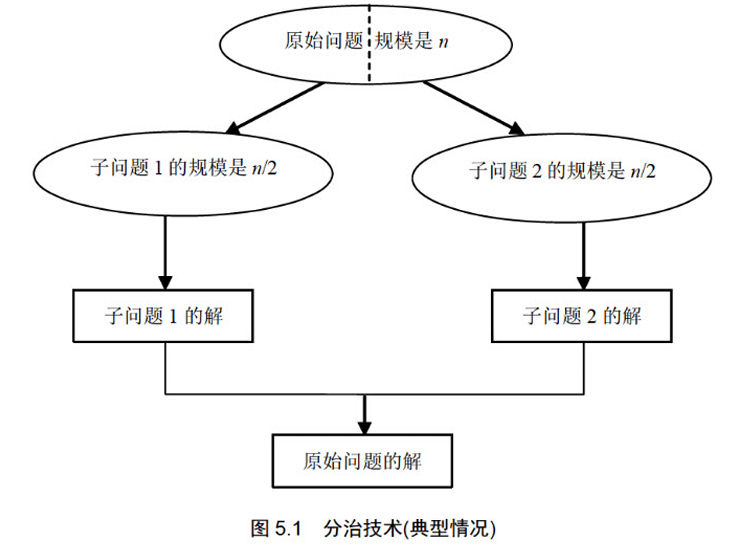 原始问题 规模是 n
子问题 1 的规模是 n/2
子问题 2 的规模是 n/2
子问题 1 的解
子问题 2 的解
原始问题的解
图 5.1 分治技术(典型情况)